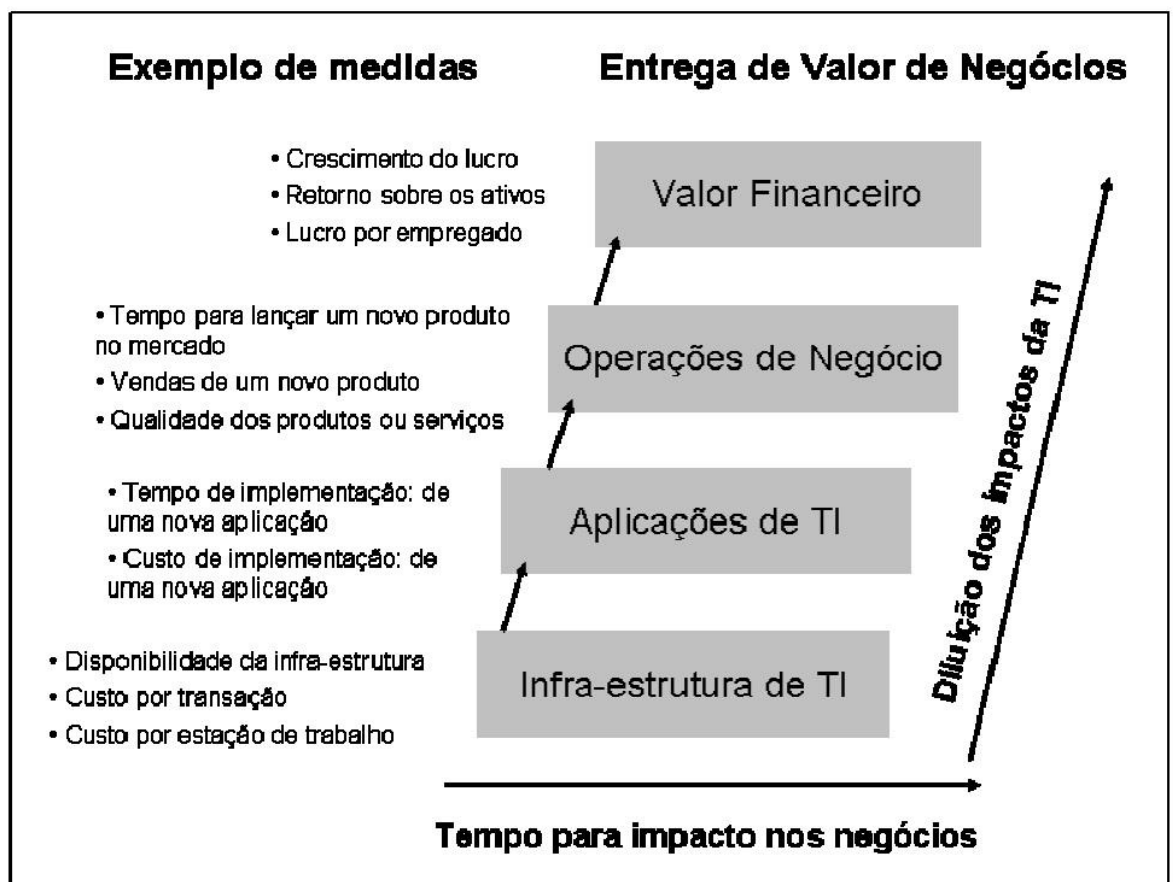 Exemplo de medidas
Entrega de Valor de Negócios
• Crescimento do lucro
• Retorno sobre os ativos
• Lucro por empregado
Valor Financeiro
• Tempo para lançar um novo produto
no mercado
• Vendas de um novo produto
• Qualidade dos produtos ou serviços
Operações de Negócio
• Tempo de implementação: de
uma nova aplicação
• Custo de implementação: de
uma nova aplicação
Aplicações de TI
• Disponibilidade da infra-estrutura
• Custo por transação
• Custo por estação de trabalho
Infra-estrutura de TI
Diluição dos impactos da TI
Tempo para impacto nos negócios